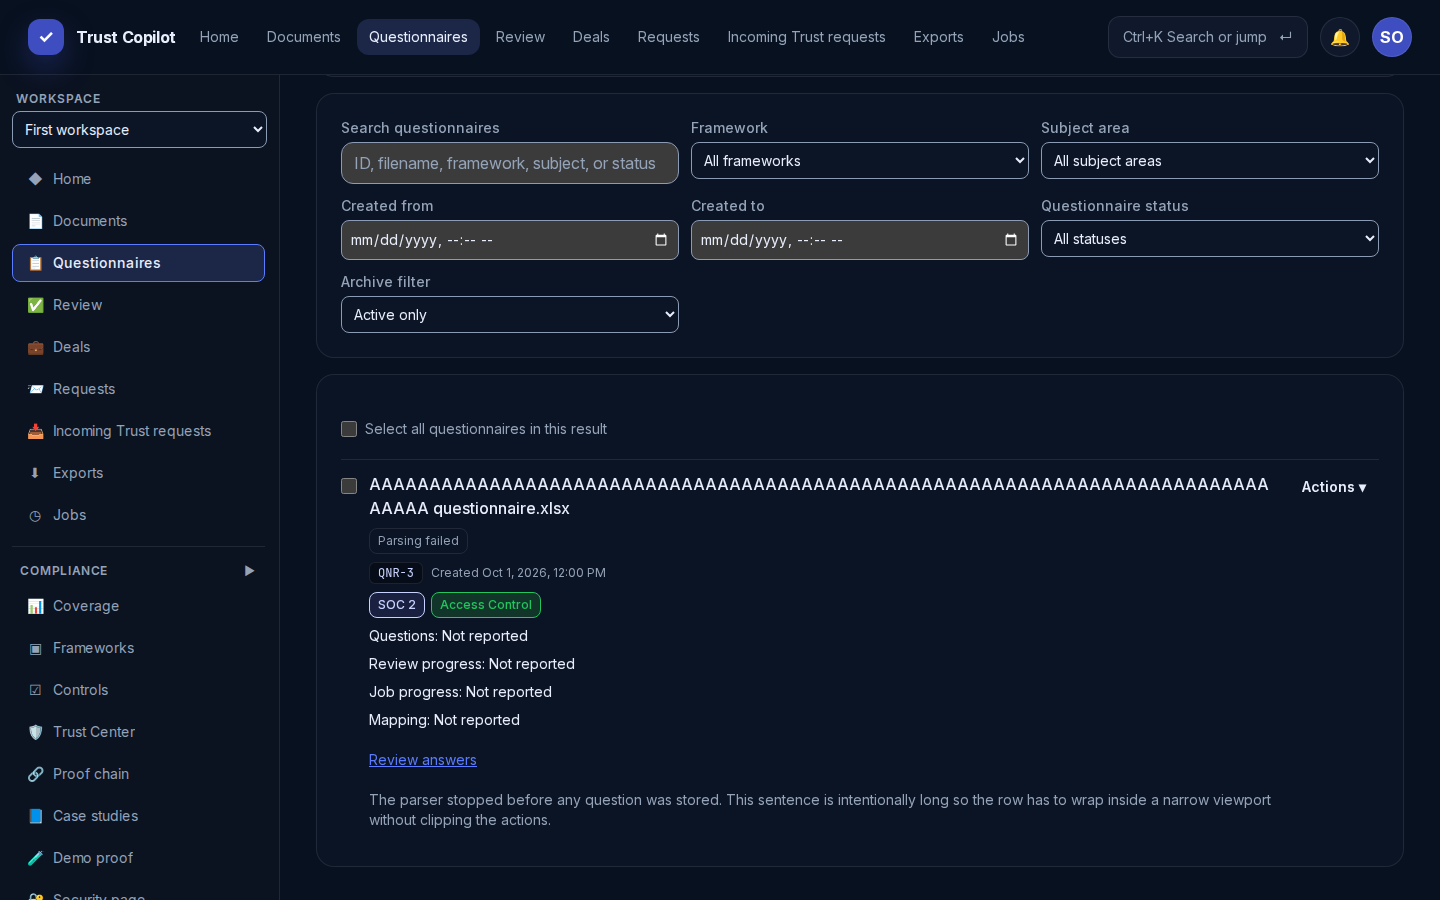 Trust Copilot
Home
Documents
Questionnaires
Review
Deals
Requests
Incoming Trust requests
Exports
Jobs
Ctrl+K Search or jump ↵
SO
WORKSPACE
First workspace
Home
Documents
Questionnaires
Review
Deals
Requests
Incoming Trust requests
Exports
Jobs
COMPLIANCE
Coverage
Frameworks
Controls
Trust Center
Proof chain
Case studies
Demo proof
Security page
Search questionnaires
ID, filename, framework, subject, or status
Framework
All frameworks
Subject area
All subject areas
Created from
mm/dd/yyyy, --:-- --
Created to
mm/dd/yyyy, --:-- --
Questionnaire status
All statuses
Archive filter
Active only
Select all questionnaires in this result
AAAAAAAAAAAAAAAAAAAAAAAAAAAAAAAAAAAAAAAAAAAAAAAAAAAAAAAAAAAAAAAAAAAAAAAAAAA
AAAAA questionnaire.xlsx
Actions ▾
Parsing failed
QNR-3
Created Oct 1, 2026, 12:00 PM
SOC 2
Access Control
Questions: Not reported
Review progress: Not reported
Job progress: Not reported
Mapping: Not reported
Review answers
The parser stopped before any question was stored. This sentence is intentionally long so the row has to wrap inside a narrow viewport
without clipping the actions.